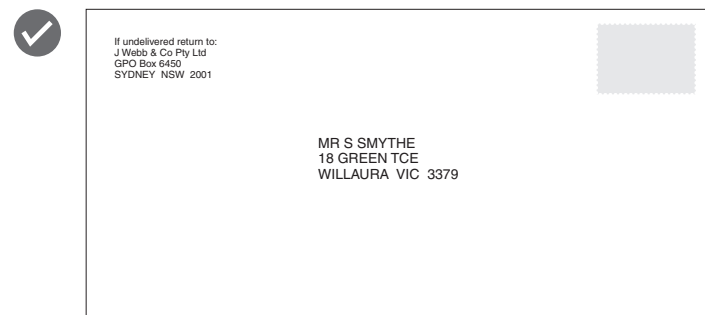 If undelivered return to:
J Webb & Co Pty Ltd
GPO Box 6450
SYDNEY  NSW  2001
MR S SMYTHE
18 GREEN TCE
WILLAURA  VIC  3379